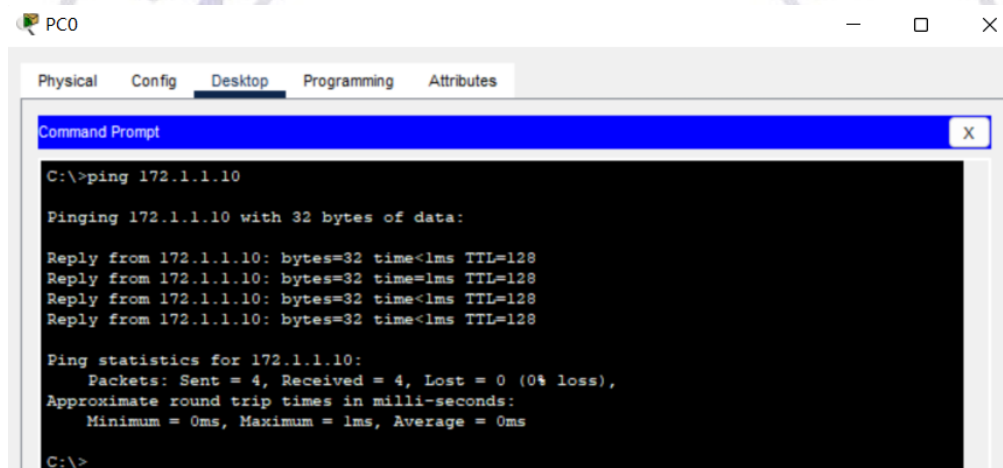 PC0
Physical Config Desktop Programming Attributes
Command Prompt
X
C:\>ping 172.1.1.10
Pinging 172.1.1.10 with 32 bytes of data:
Reply from 172.1.1.10: bytes=32 time<1ms TTL=128
Reply from 172.1.1.10: bytes=32 time=1ms TTL=128
Reply from 172.1.1.10: bytes=32 time<1ms TTL=128
Reply from 172.1.1.10: bytes=32 time<1ms TTL=128
Ping statistics for 172.1.1.10:
Packets: Sent = 4, Received = 4, Lost = 0 (0% loss),
Approximate round trip times in milli-seconds:
Minimum = 0ms, Maximum = 1ms, Average = 0ms
C:\>